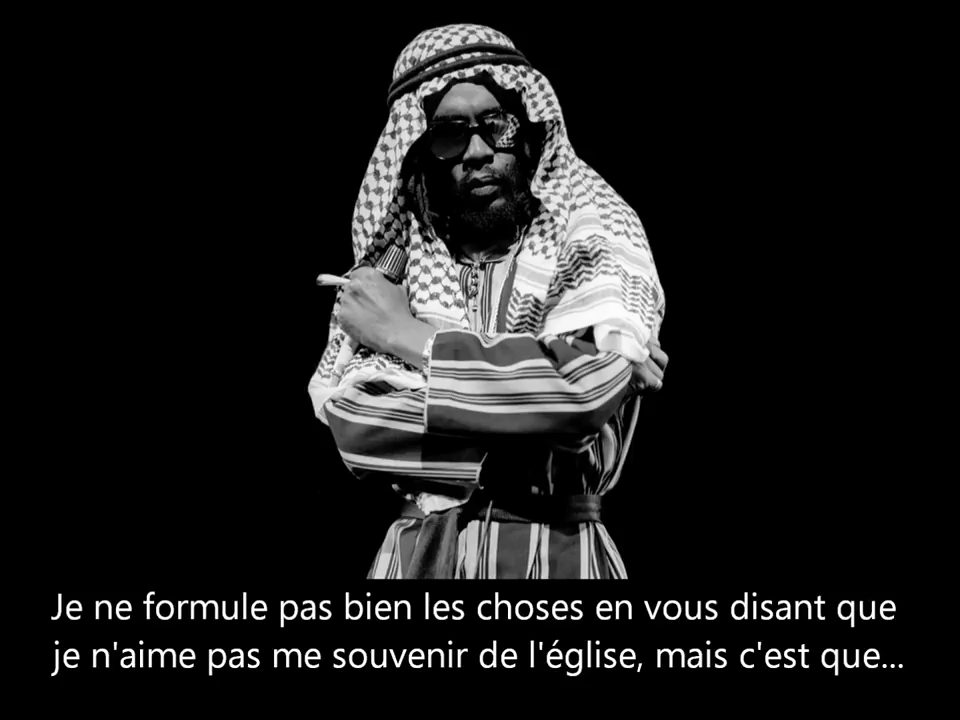 Je ne formule pas bien les choses en vous disant que
je n'aime pas me souvenir de l'église, mais c'est que...